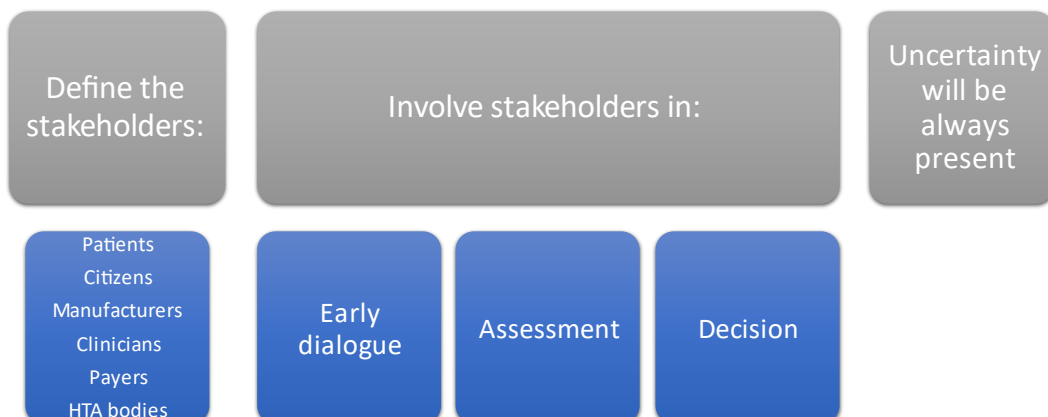 Define the
stakeholders:
Involve stakeholders in:
Uncertainty
will be
always
present
Patients
Citizens
Manufacturers
Clinicians
Payers
HTA bodies
Early
dialogue
Assessment
Decision